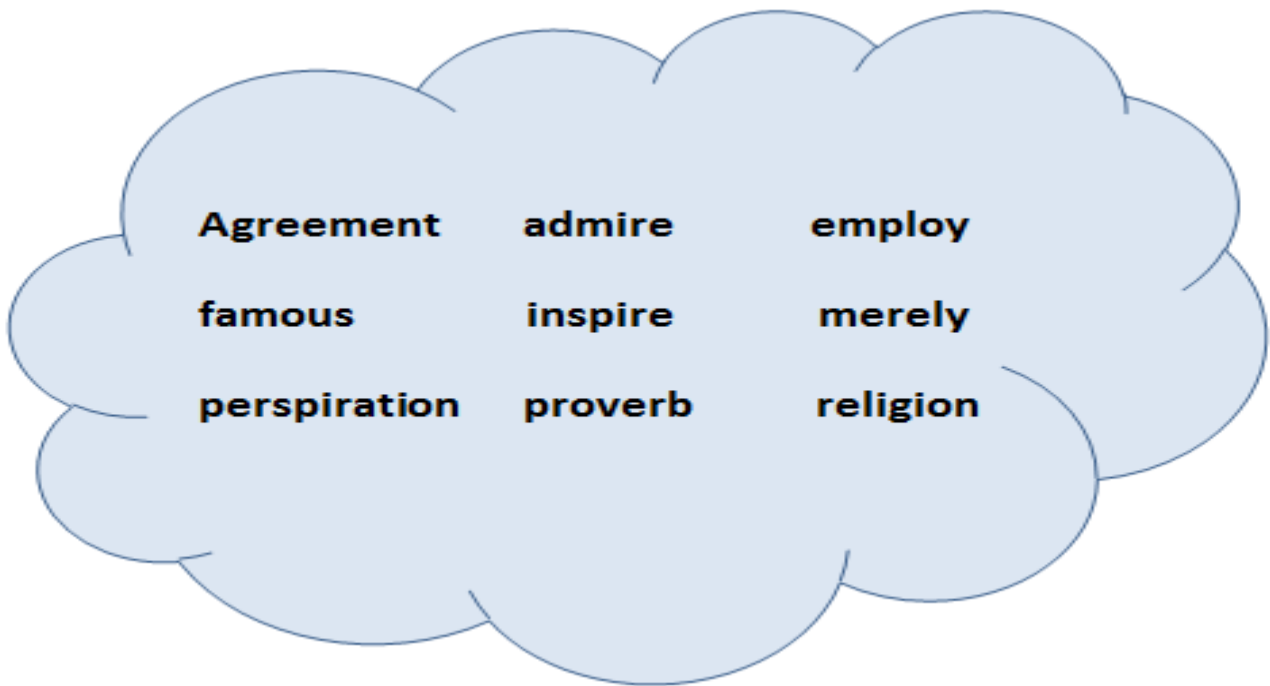 Agreement admire employ
famous inspire merely
perspiration proverb religion